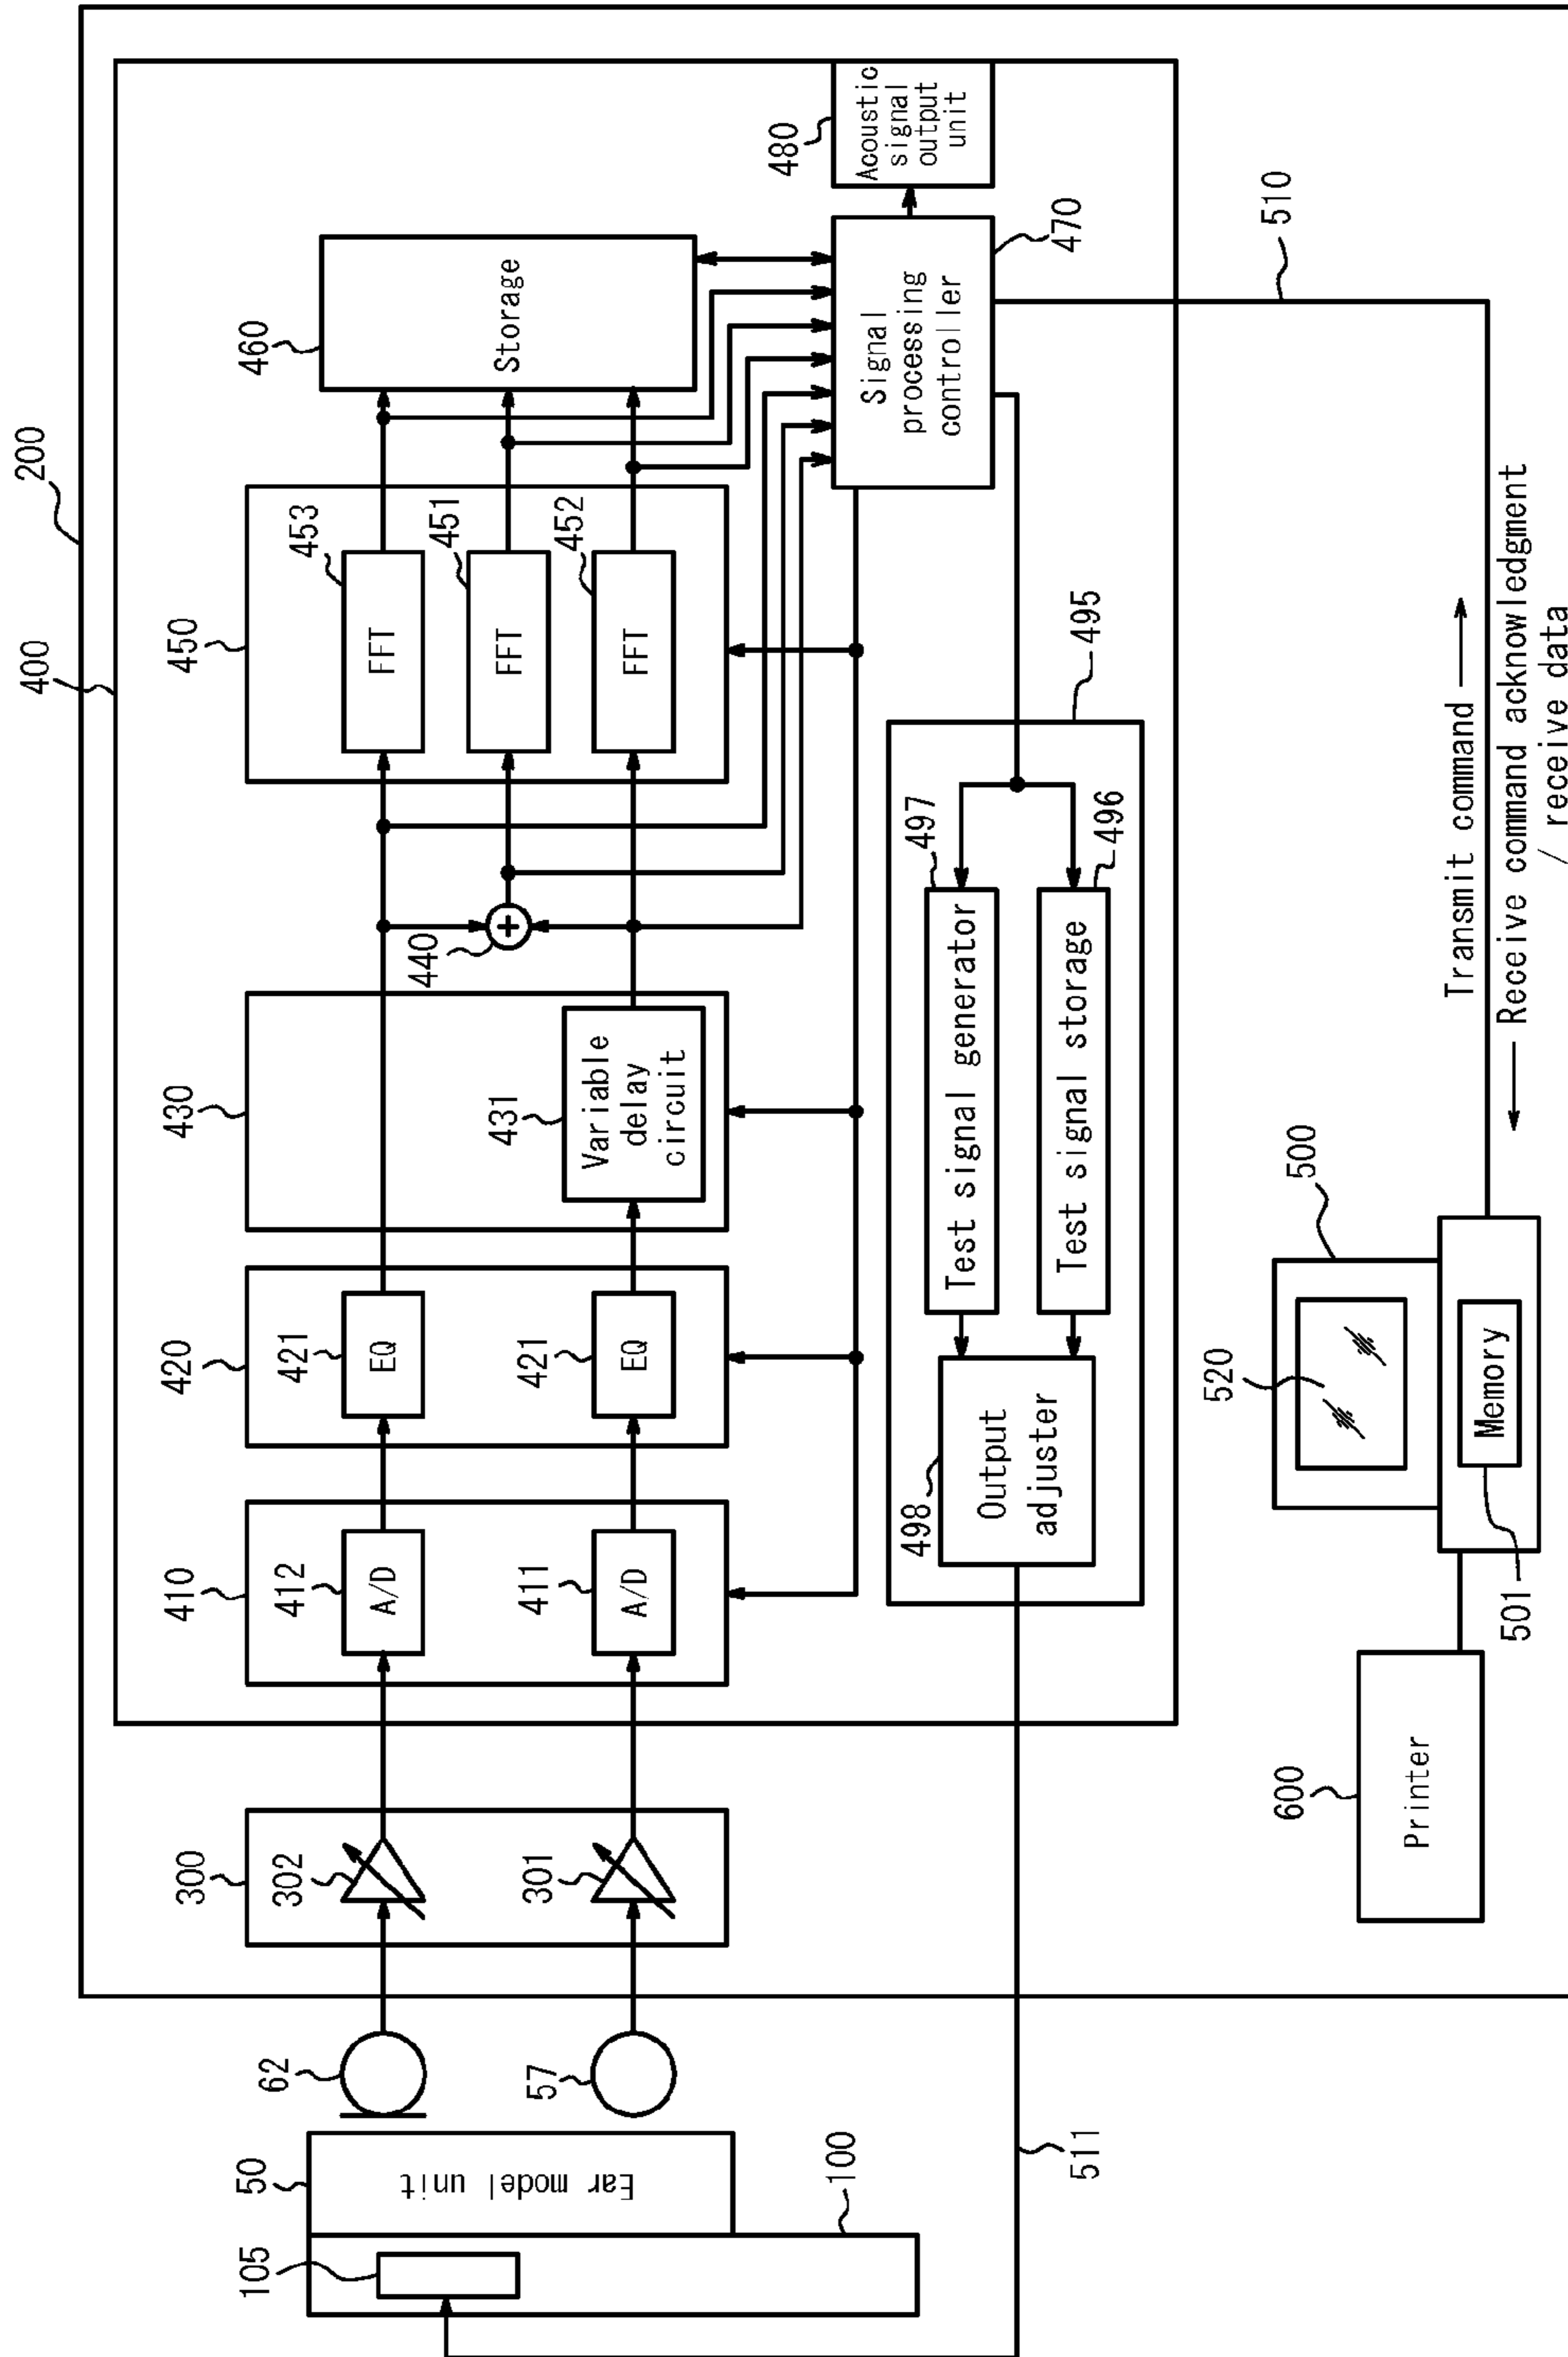 200
400
300
302
301
410
412
A/D
411
A/D
420
421
EQ
421
EQ
430
431
Variable
delay
circuit
440
+
450
453
FFT
451
FFT
452
FFT
460
Storage
480
Acoustic
signal
output
unit
Signal
processing
controller
470
510
62
57
50
Ear model unit
105
100
511
495
497
Test signal generator
496
Test signal storage
498
Output
adjuster
600
Printer
520
500
Memory
501
Transmit command
Receive command acknowledgment
/ receive data